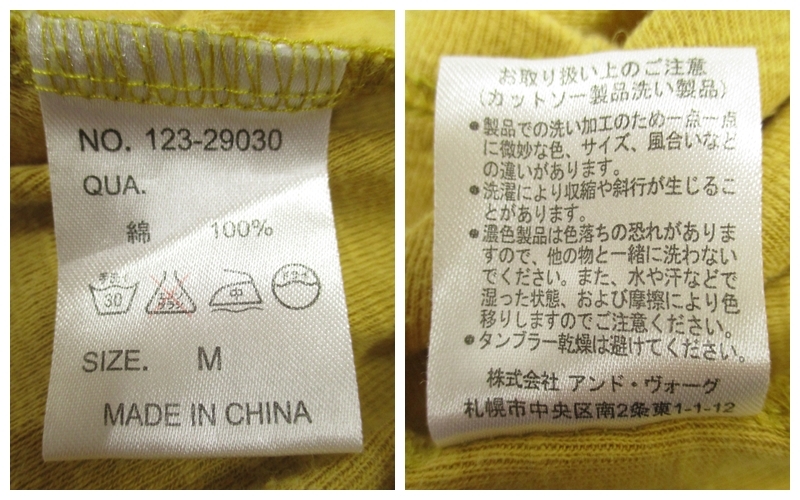 NO. 123-29030
QUA.
綿 100%
手洗イ 30 エンソ サラシ 中 ドライ
SIZE. M
MADE IN CHINA
お取り扱い上のご注意
(カットソー製品洗い製品)
●製品での洗い加工のため一点一点
に微妙な色、サイズ、風合いなど
の違いがあります。
●洗濯により収縮や斜行が生じるこ
とがあります。
●濃色製品は色落ちの恐れがありま
すので、他の物と一緒に洗わない
でください。また、水や汗などで
湿った状態、および摩擦により色
移りしますのでご注意ください。
●タンブラー乾燥は避けてください。
株式会社 アンド・ヴォーグ
札幌市中央区南2条東1-1-12